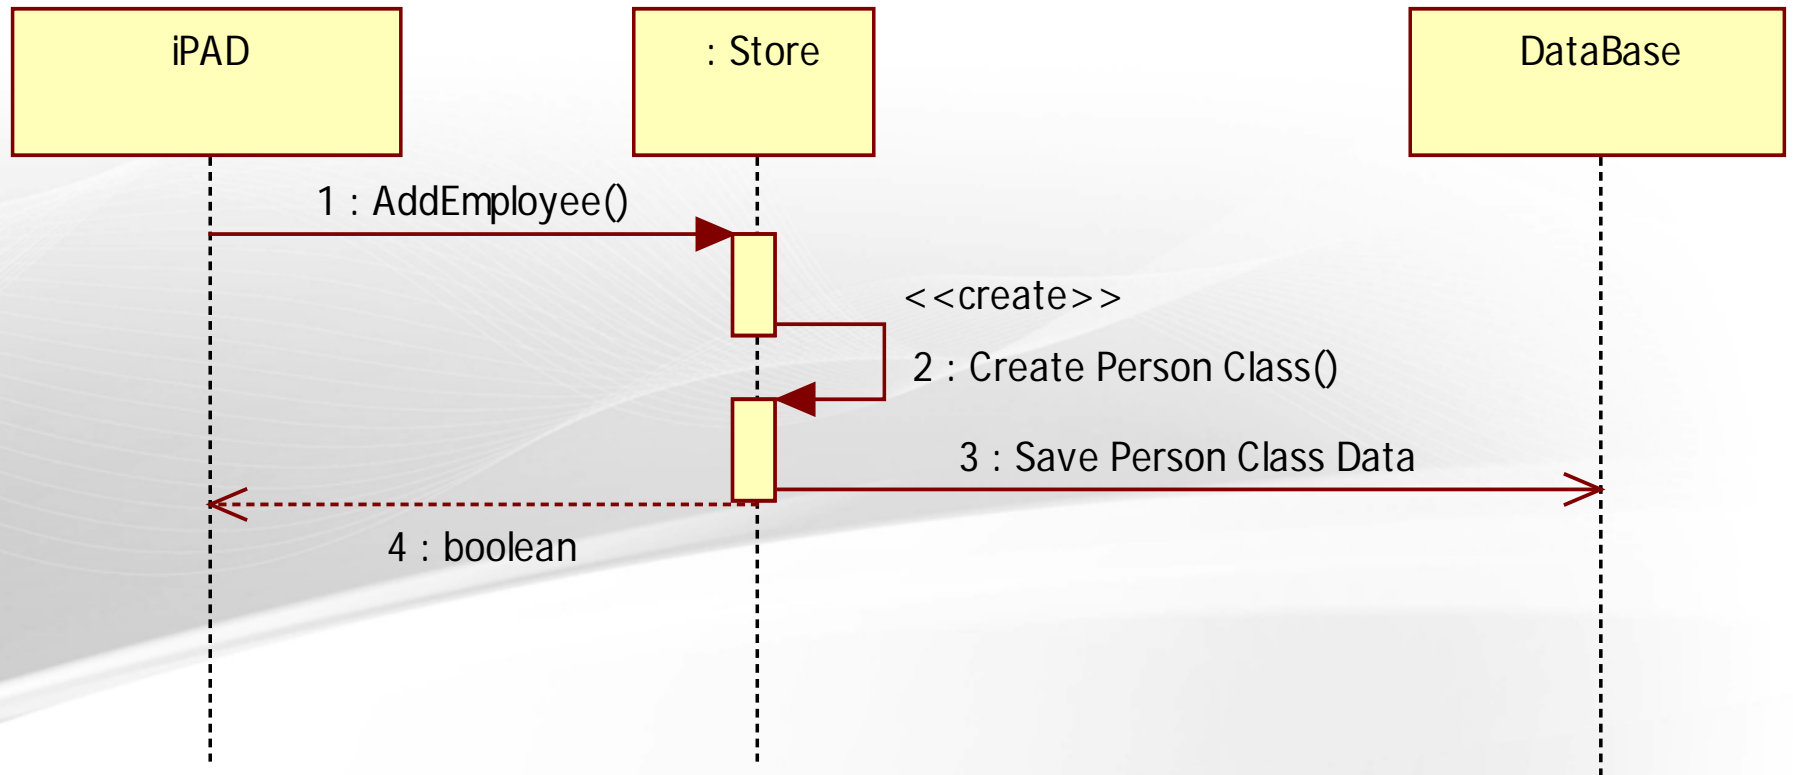 iPAD
: Store
DataBase
1 : AddEmployee()
<<create>>
2 : Create Person Class()
3 : Save Person Class Data
4 : boolean